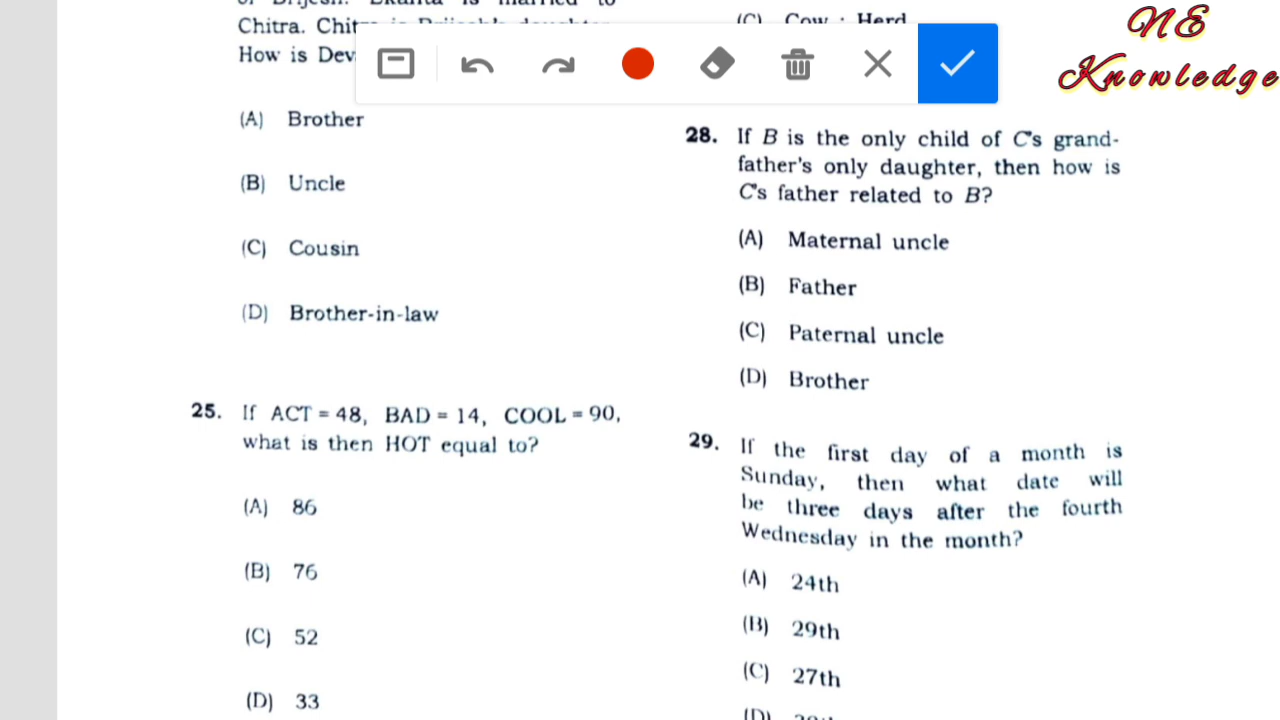 Chitra.
How is
(A) Brother
(B) Uncle
(C) Cousin
(D) Brother-in-law
25. If ACT = 48, BAD = 14, COOL = 90,
what is then HOT equal to?
(A) 86
(B) 76
(C) 52
(D) 33
(C) Cow : Herd
28. If B is the only child of C's grand-
father's only daughter, then how is
C's father related to B?
(A) Maternal uncle
(B) Father
(C) Paternal uncle
(D) Brother
29. If the first day of a month is
Sunday, then what date will
be three days after the fourth
Wednesday in the month?
(A) 24th
(B) 29th
(C) 27th
(D)
NE
Knowledge